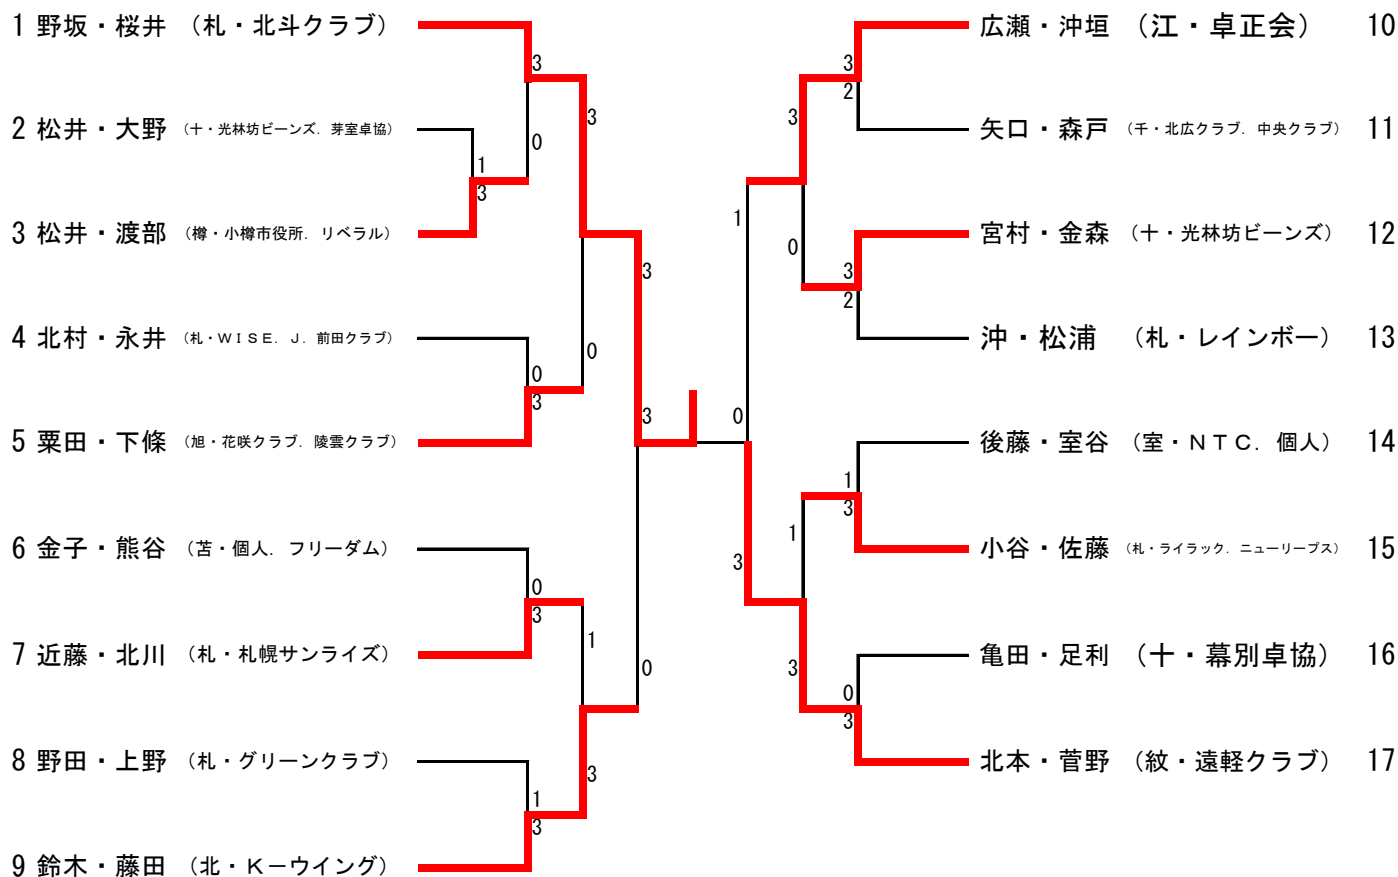 1 野坂・桜井 （札・北斗クラブ）
2 松井・大野 （十・光林坊ビーンズ．芽室卓協）
3 松井・渡部 （樽・小樽市役所．リベラル）
4 北村・永井 （札・ＷＩＳＥ．Ｊ．前田クラブ）
5 粟田・下條 （旭・花咲クラブ．陵雲クラブ）
6 金子・熊谷 （苫・個人．フリーダム）
7 近藤・北川 （札・札幌サンライズ）
8 野田・上野 （札・グリーンクラブ）
9 鈴木・藤田 （北・Ｋ－ウイング）
3
0
1
3
0
3
0
3
1
3
3
0
1
3
3
0
3
0
広瀬・沖垣 （江・卓正会） 10
矢口・森戸 （千・北広クラブ．中央クラブ） 11
宮村・金森 （十・光林坊ビーンズ） 12
沖・松浦 （札・レインボー） 13
後藤・室谷 （室・ＮＴＣ．個人） 14
小谷・佐藤 （札・ライラック．ニューリープス） 15
亀田・足利 （十・幕別卓協） 16
北本・菅野 （紋・遠軽クラブ） 17
3
2
3
2
1
3
0
3
3
0
1
3
1
3